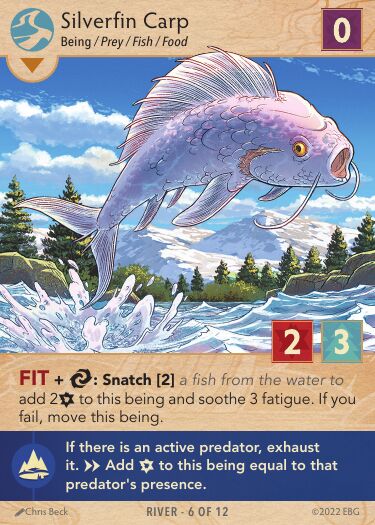 Silverfin Carp
0
Being / Prey / Fish / Food
2 3
FIT + : Snatch [2] a fish from the water to
add 2 to this being and soothe 3 fatigue. If you
fail, move this being.
If there is an active predator, exhaust
it. Add to this being equal to that
predator's presence.
Chris Beck RIVER - 6 OF 12 ©2022 EBG